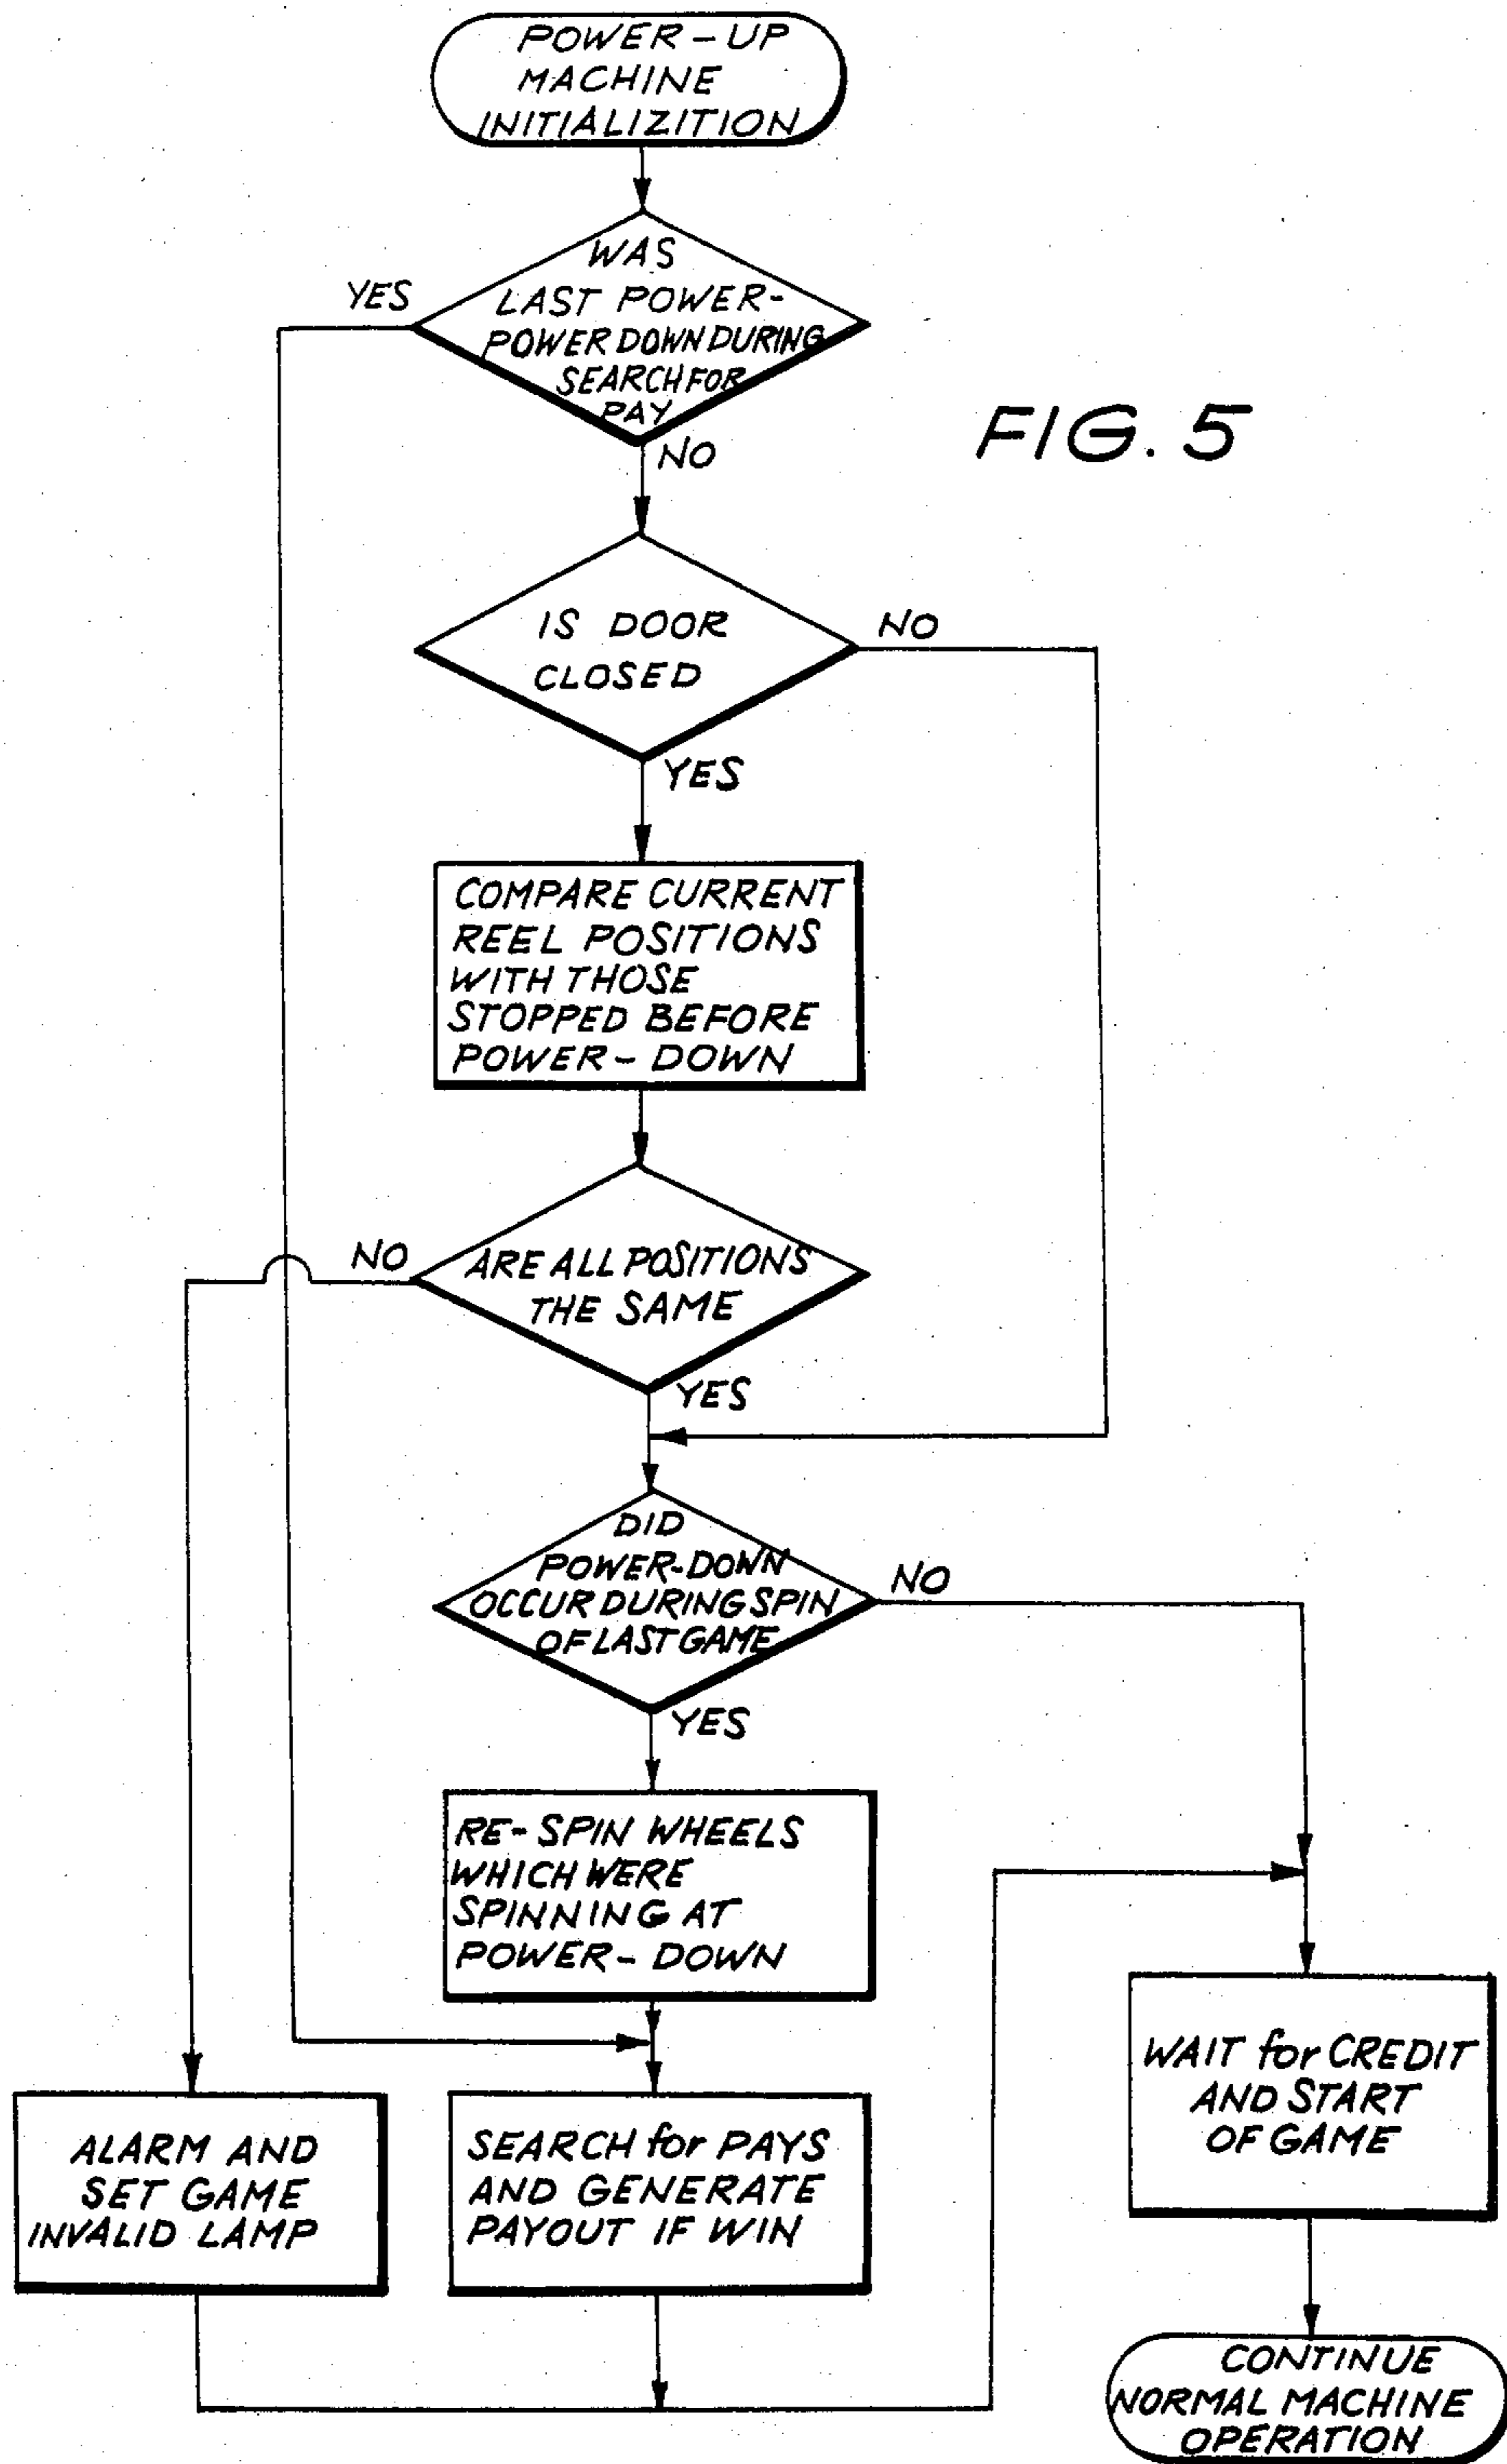 POWER-UP
MACHINE
INITIALIZITION
WAS
LAST POWER-
POWER DOWN DURING
SEARCH FOR
PAY
YES
NO
FIG. 5
IS DOOR
CLOSED
NO
YES
COMPARE CURRENT
REEL POSITIONS
WITH THOSE
STOPPED BEFORE
POWER-DOWN
NO
ARE ALL POSITIONS
THE SAME
YES
DID
POWER-DOWN
OCCUR DURING SPIN
OF LAST GAME
NO
YES
RE-SPIN WHEELS
WHICH WERE
SPINNING AT
POWER-DOWN
ALARM AND
SET GAME
INVALID LAMP
SEARCH for PAYS
AND GENERATE
PAYOUT IF WIN
WAIT for CREDIT
AND START
OF GAME
CONTINUE
NORMAL MACHINE
OPERATION